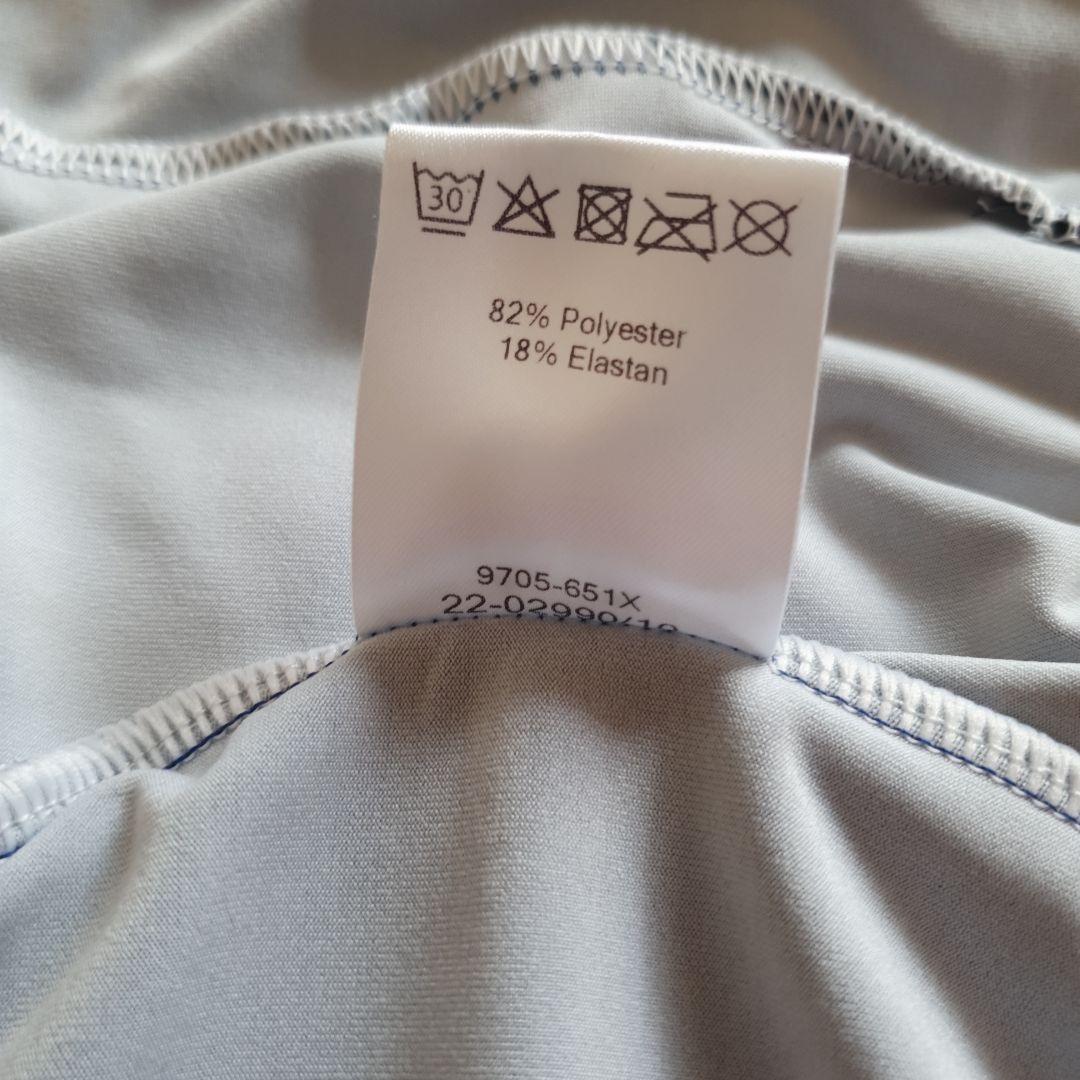 30
82% Polyester
18% Elastan
9705-651X